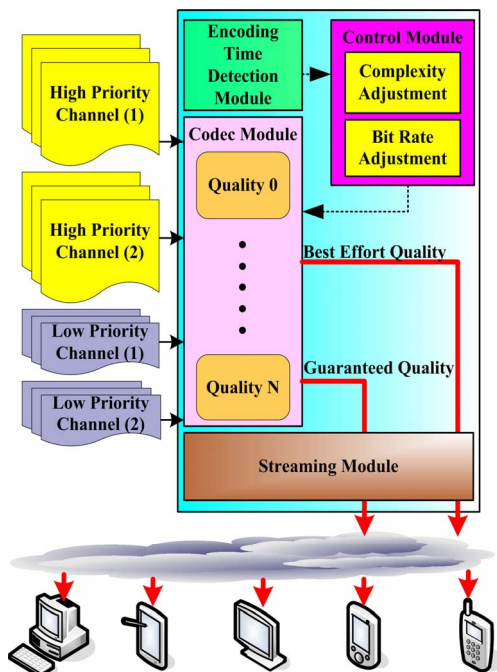 High Priority
Channel (1)
High Priority
Channel (2)
Low Priority
Channel (1)
Low Priority
Channel (2)
Encoding
Time
Detection
Module
Control Module
Complexity
Adjustment
Bit Rate
Adjustment
Codec Module
Quality 0
Quality N
Best Effort Quality
Guaranteed Quality
Streaming Module